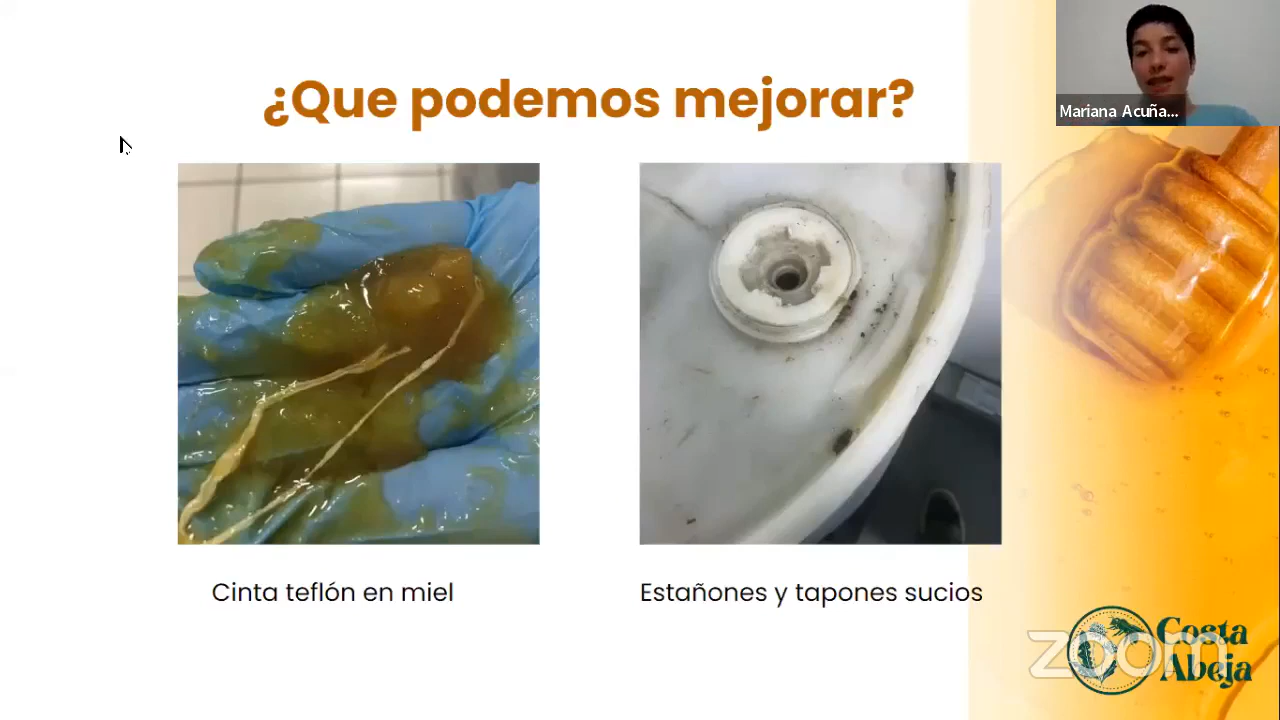 ¿Que podemos mejorar?
Mariana Acuña...
Cinta teflón en miel
Estañones y tapones sucios
zoom
Costa
Abeja